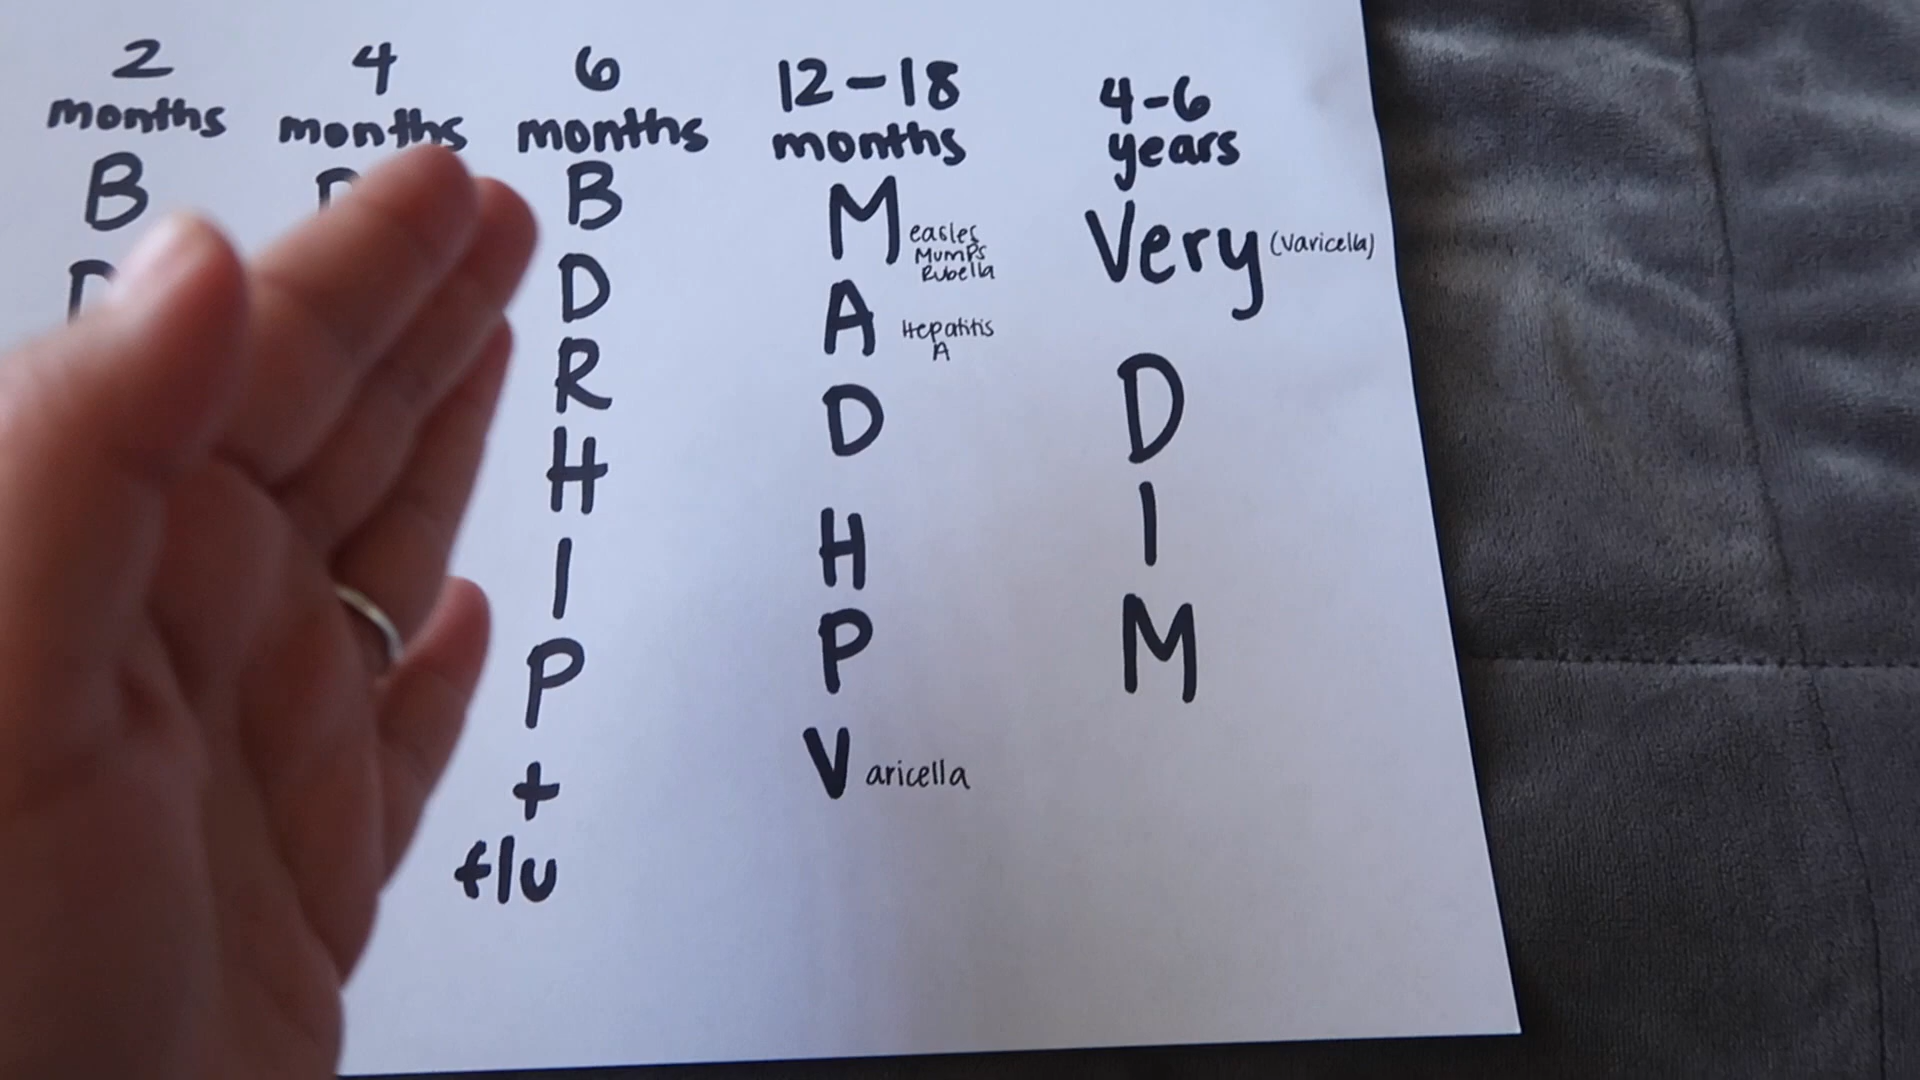 2
months
B
4
months
6
months
B
D
R
H
I
P
+
flu
12-18
months
M easles
Mumps
Rubella
A Hepatitis
A
D
H
P
V aricella
4-6
years
Very (Varicella)
D
I
M